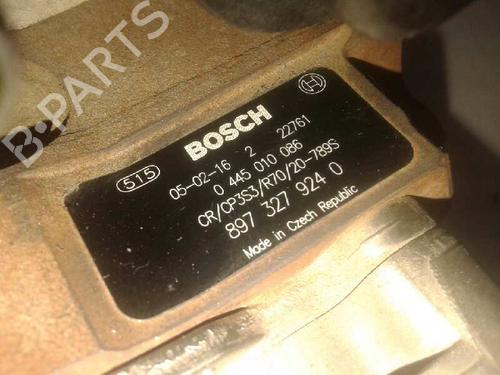 B-PARTS
BOSCH
515
05-02-16 2 22761
0 445 010 086
CR/CP3S3/R70/20-789S
897 327 924 0
Made in Czech Republic